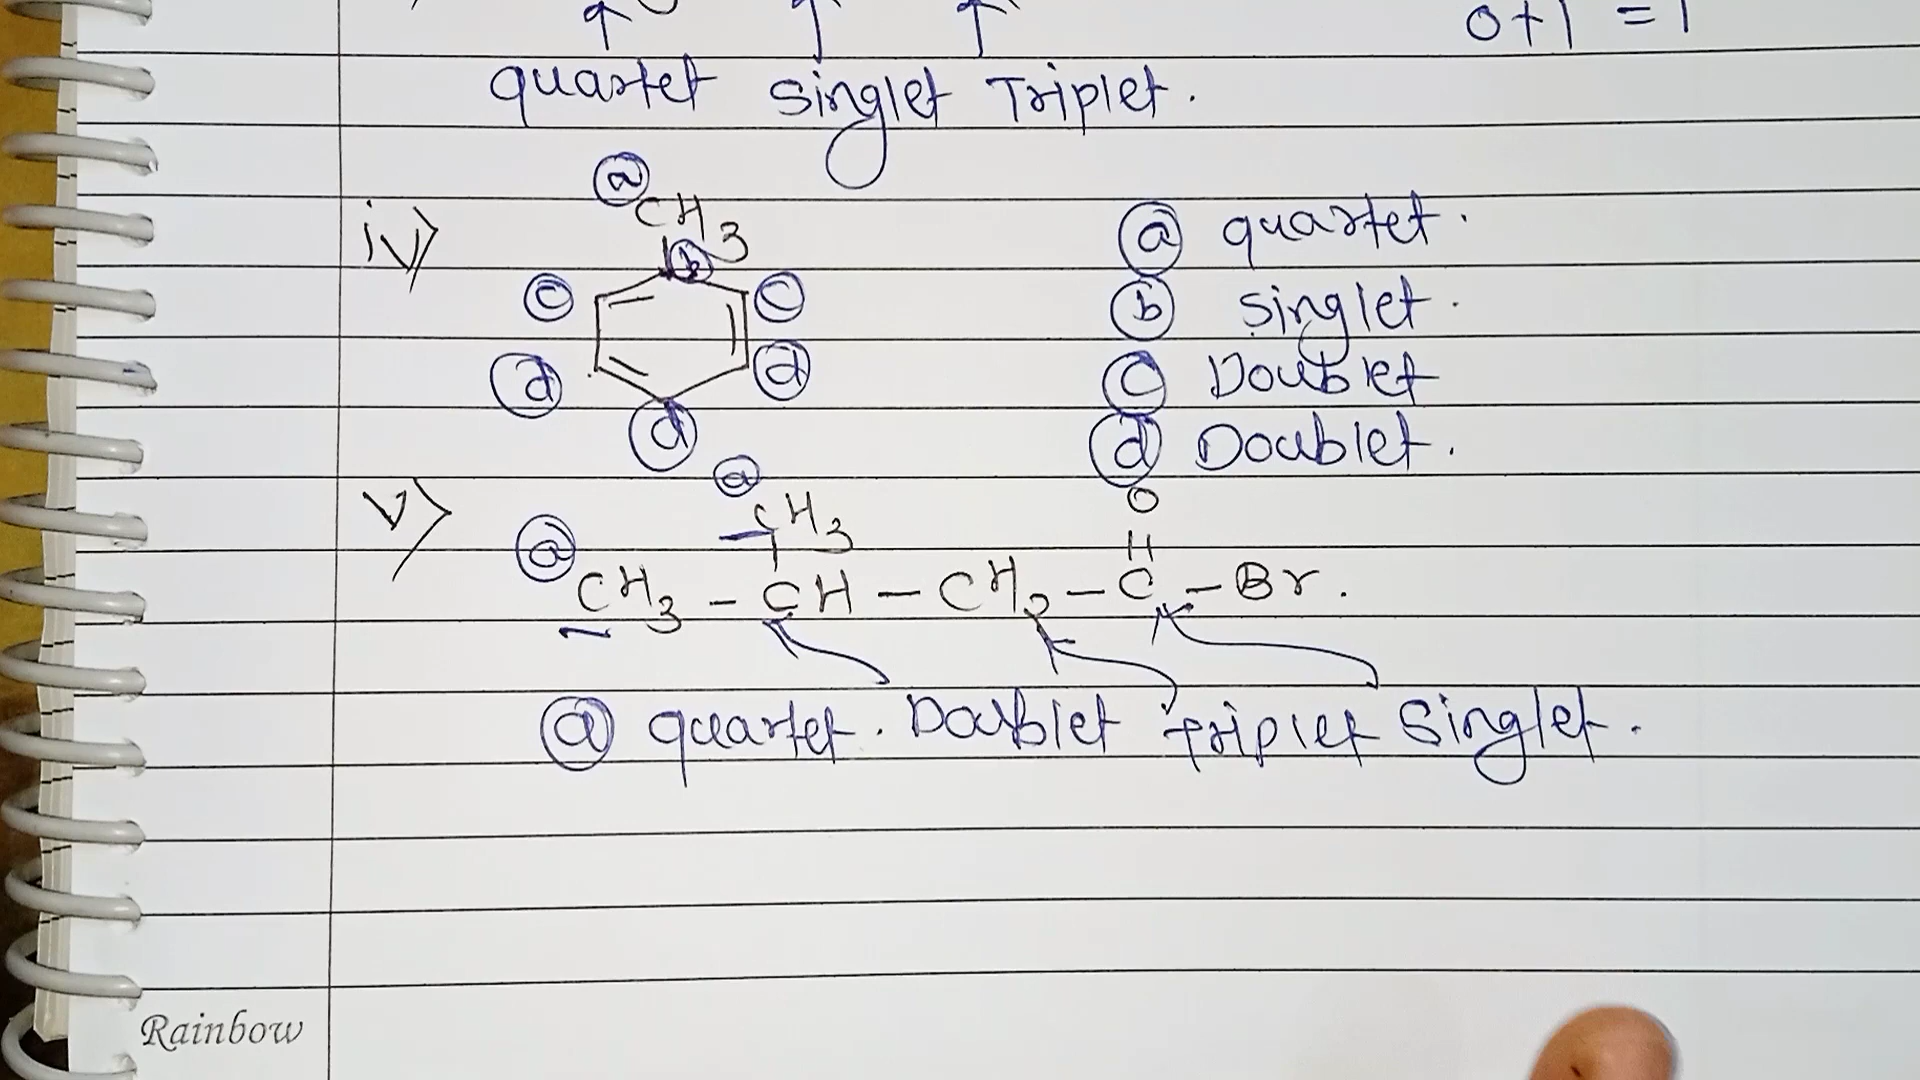 0+1 = 1
quartet singlet Triplet.
iv) ⓐ CH3 ⓐ quartet.
ⓑ
ⓒ ⓒ ⓑ singlet.
ⓓ ⓓ ⓒ Doublet
ⓓ ⓓ Doublet.
v) ⓐ CH3 O
ⓐ CH3 - CH - CH2 - C - Br.
ⓐ quartet. Doublet triplet Singlet.
Rainbow